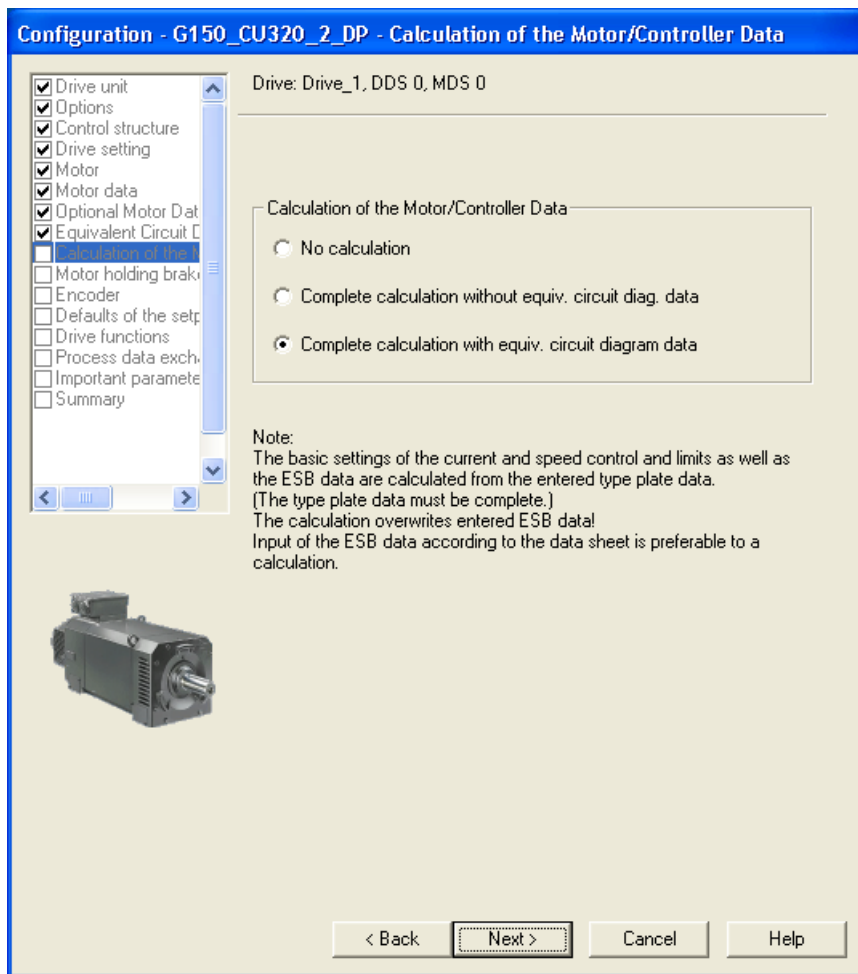 Configuration - G150_CU320_2_DP - Calculation of the Motor/Controller Data
Drive unit
Options
Control structure
Drive setting
Motor
Motor data
Optional Motor Dat
Equivalent Circuit D
Calculation of the M
Motor holding brak
Encoder
Defaults of the setp
Drive functions
Process data exch
Important paramete
Summary
Drive: Drive_1, DDS 0, MDS 0
Calculation of the Motor/Controller Data
No calculation
Complete calculation without equiv. circuit diag. data
Complete calculation with equiv. circuit diagram data
Note:
The basic settings of the current and speed control and limits as well as
the ESB data are calculated from the entered type plate data.
(The type plate data must be complete.)
The calculation overwrites entered ESB data!
Input of the ESB data according to the data sheet is preferable to a
calculation.
< Back
Next >
Cancel
Help